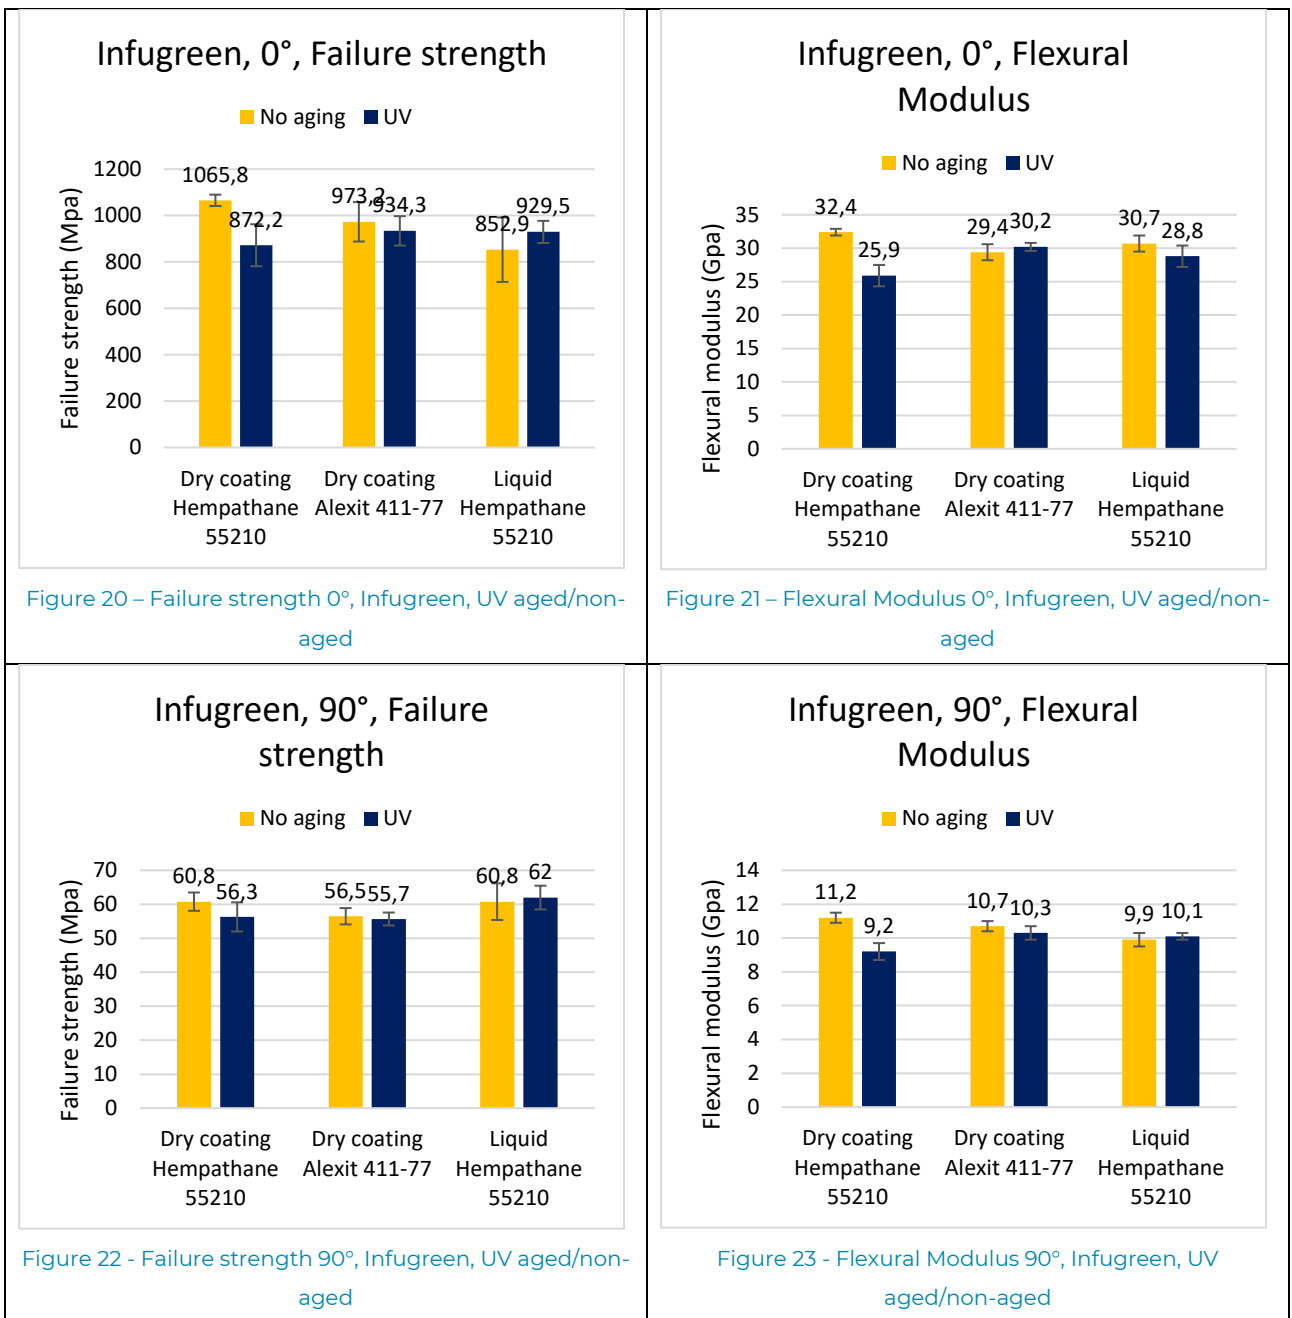 Infugreen, 0°, Failure strength
No aging UV
Failure strength (Mpa)
1200
1000
800
600
400
200
0
1065,8
872,2
973,2
934,3
852,9
929,5
Dry coating Dry coating Liquid
Hempathane Alexit 411-77 Hempathane
55210 55210
Figure 20 – Failure strength 0°, Infugreen, UV aged/non-
aged
Infugreen, 0°, Flexural
Modulus
No aging UV
Flexural modulus (Gpa)
35
30
25
20
15
10
5
0
32,4
25,9
29,4
30,2
30,7
28,8
Dry coating Dry coating Liquid
Hempathane Alexit 411-77 Hempathane
55210 55210
Figure 21 – Flexural Modulus 0°, Infugreen, UV aged/non-
aged
Infugreen, 90°, Failure
strength
No aging UV
Failure strength (Mpa)
70
60
50
40
30
20
10
0
60,8
56,3
56,5
55,7
60,8
62
Dry coating Dry coating Liquid
Hempathane Alexit 411-77 Hempathane
55210 55210
Figure 22 - Failure strength 90°, Infugreen, UV aged/non-
aged
Infugreen, 90°, Flexural
Modulus
No aging UV
Flexural modulus (Gpa)
14
12
10
8
6
4
2
0
11,2
9,2
10,7
10,3
9,9
10,1
Dry coating Dry coating Liquid
Hempathane Alexit 411-77 Hempathane
55210 55210
Figure 23 - Flexural Modulus 90°, Infugreen, UV
aged/non-aged